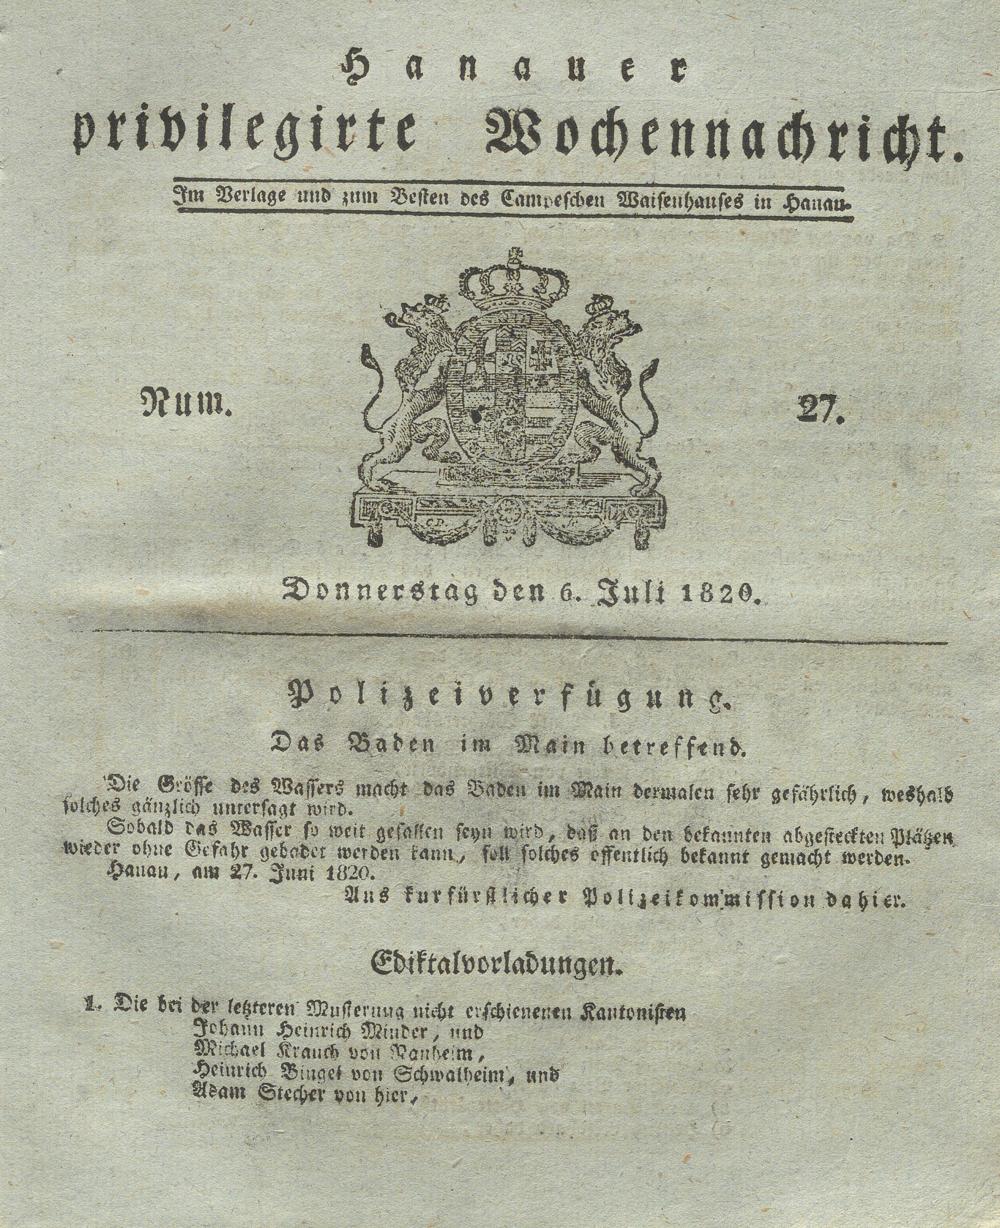 Hanauer
privilegirte Wochennachricht.
Im Verlage und zum Besten des Campeschen Waisenhauses in Hanau.
Num. 27.
Donnerstag den 6. Juli 1820.
Polizeiverfügung.
Das Baden im Main betreffend.
Die Grösse des Wassers macht das Baden im Main dermalen sehr gefährlich, weshalb
solches gänzlich untersagt wird.
Sobald das Wasser so weit gefallen seyn wird, daß an den bekannten abgesteckten Plätzen
wieder ohne Gefahr gebadet werden kann, soll solches öffentlich bekannt gemacht werden.
Hanau, am 27. Juni 1820.
Aus kurfürstlicher Polizeikommission dahier.
Ediktalvorladungen.
1. Die bei der letzteren Musterung nicht erschienenen Kantonisten
Johann Heinrich Minder, und
Michael Krauch von Nauheim,
Heinrich Bingel von Schwalheim, und
Adam Stecher von hier,